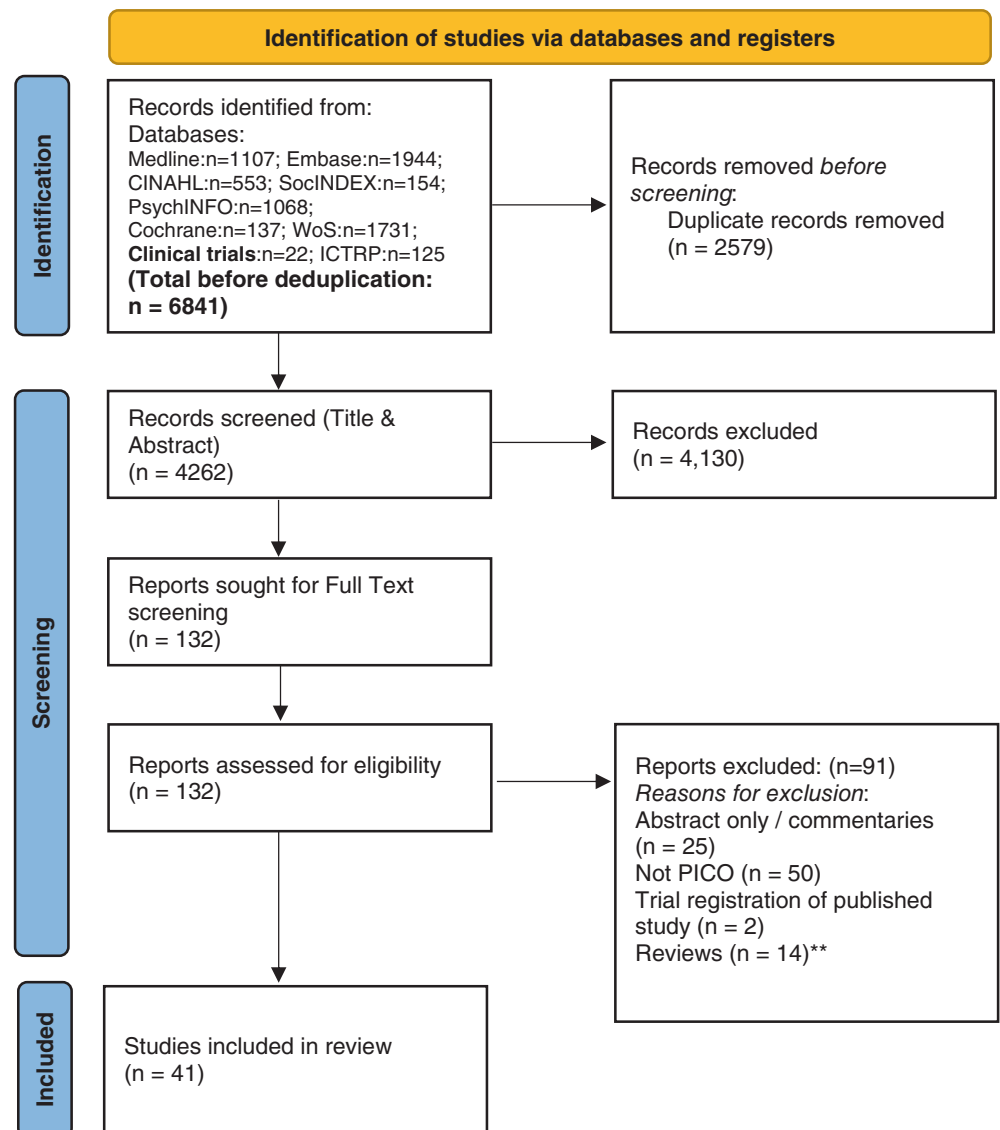 Identification of studies via databases and registers
Identification
Records identified from:
Databases:
Medline:n=1107; Embase:n=1944;
CINAHL:n=553; SocINDEX:n=154;
PsychINFO:n=1068;
Cochrane:n=137; WoS:n=1731;
Clinical trials:n=22; ICTRP:n=125
(Total before deduplication:
n = 6841)
Records removed before
screening:
Duplicate records removed
(n = 2579)
Screening
Records screened (Title &
Abstract)
(n = 4262)
Records excluded
(n = 4,130)
Reports sought for Full Text
screening
(n = 132)
Reports assessed for eligibility
(n = 132)
Reports excluded: (n=91)
Reasons for exclusion:
Abstract only / commentaries
(n = 25)
Not PICO (n = 50)
Trial registration of published
study (n = 2)
Reviews (n = 14)**
Included
Studies included in review
(n = 41)